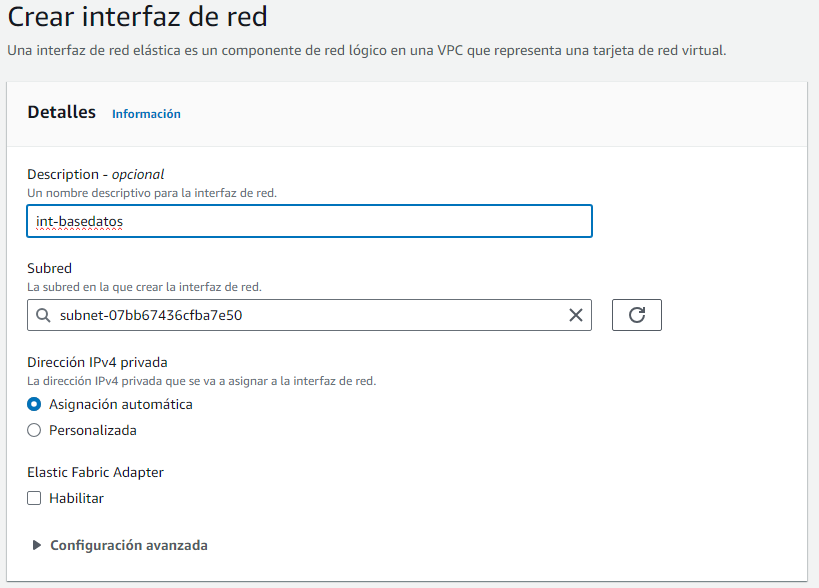 Crear interfaz de red
Una interfaz de red elástica es un componente de red lógico en una VPC que representa una tarjeta de red virtual.
Detalles Información
Description - opcional
Un nombre descriptivo para la interfaz de red.
int-basedatos
Subred
La subred en la que crear la interfaz de red.
subnet-07bb67436cfba7e50
Dirección IPv4 privada
La dirección IPv4 privada que se va a asignar a la interfaz de red.
Asignación automática
Personalizada
Elastic Fabric Adapter
Habilitar
Configuración avanzada